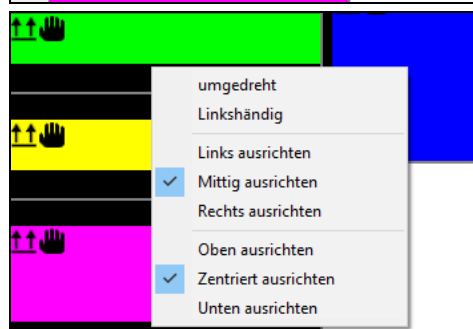 umgedreht
Linkshändig
Links ausrichten
Mittig ausrichten
Rechts ausrichten
Oben ausrichten
Zentriert ausrichten
Unten ausrichten